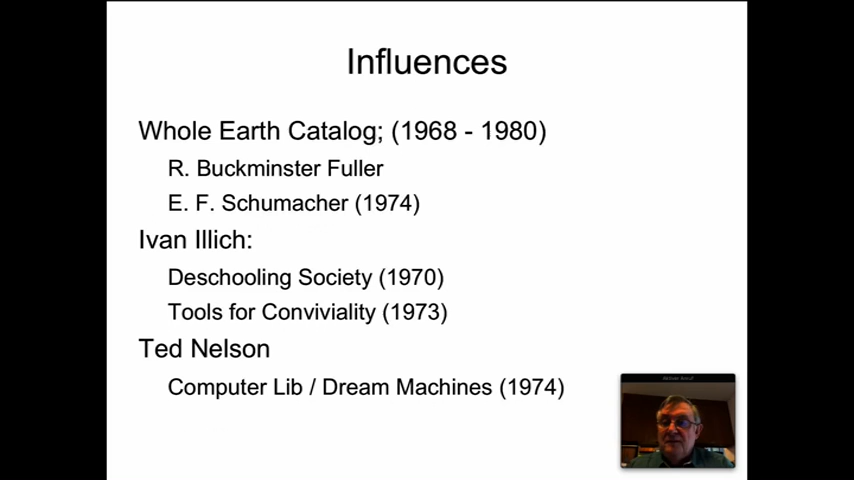 Influences
Whole Earth Catalog; (1968 - 1980)
R. Buckminster Fuller
E. F. Schumacher (1974)
Ivan Illich:
Deschooling Society (1970)
Tools for Conviviality (1973)
Ted Nelson
Computer Lib / Dream Machines (1974)